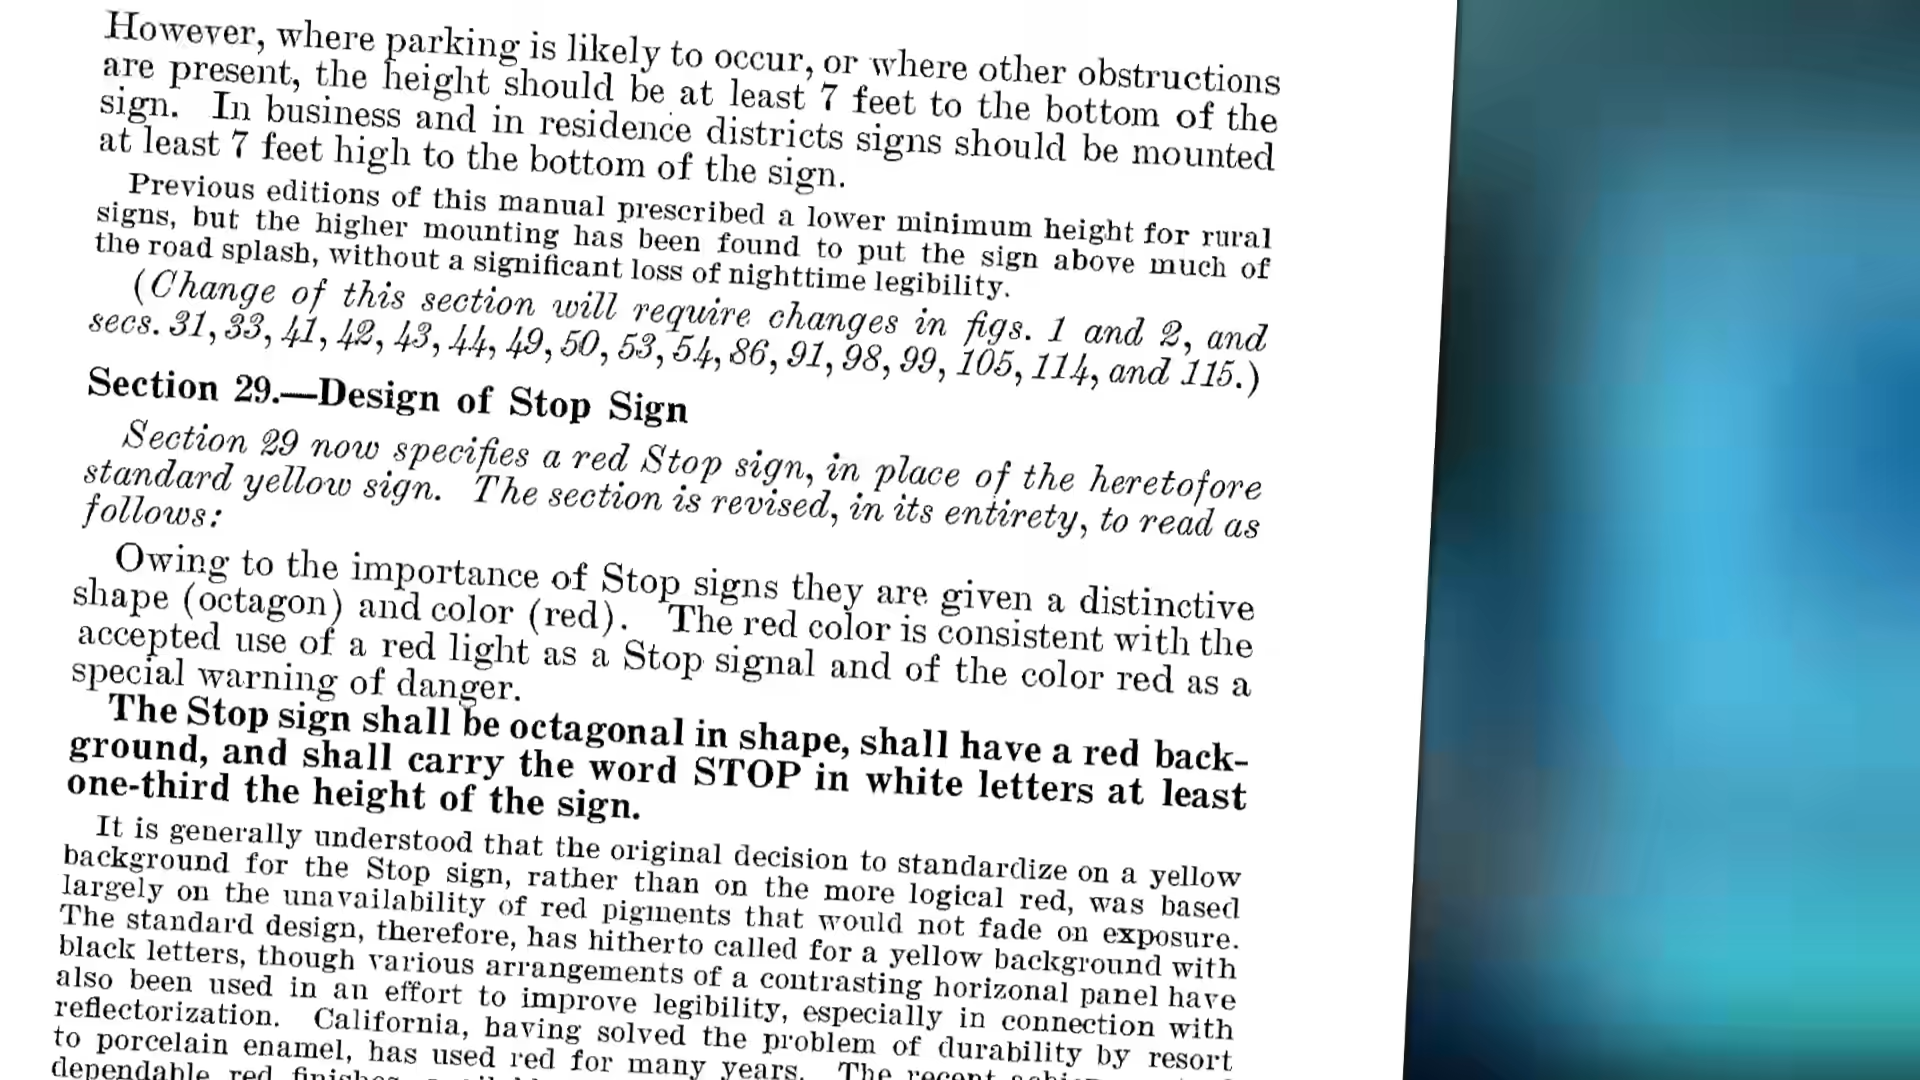 However, where parking is likely to occur, or where other obstructions
are present, the height should be at least 7 feet to the bottom of the
sign. In business and in residence districts signs should be mounted
at least 7 feet high to the bottom of the sign.
Previous editions of this manual prescribed a lower minimum height for rural
signs, but the higher mounting has been found to put the sign above much of
the road splash, without a significant loss of nighttime legibility.
(Change of this section will require changes in figs. 1 and 2, and
secs. 31, 33, 41, 42, 43, 44, 49, 50, 53, 54, 86, 91, 98, 99, 105, 114, and 115.)
Section 29.—Design of Stop Sign
Section 29 now specifies a red Stop sign, in place of the heretofore
standard yellow sign. The section is revised, in its entirety, to read as
follows:
Owing to the importance of Stop signs they are given a distinctive
shape (octagon) and color (red). The red color is consistent with the
accepted use of a red light as a Stop signal and of the color red as a
special warning of danger.
The Stop sign shall be octagonal in shape, shall have a red back-
ground, and shall carry the word STOP in white letters at least
one-third the height of the sign.
It is generally understood that the original decision to standardize on a yellow
background for the Stop sign, rather than on the more logical red, was based
largely on the unavailability of red pigments that would not fade on exposure.
The standard design, therefore, has hitherto called for a yellow background with
black letters, though various arrangements of a contrasting horizonal panel have
also been used in an effort to improve legibility, especially in connection with
reflectorization. California, having solved the problem of durability by resort
to porcelain enamel, has used red for many years. The recent
dependable red